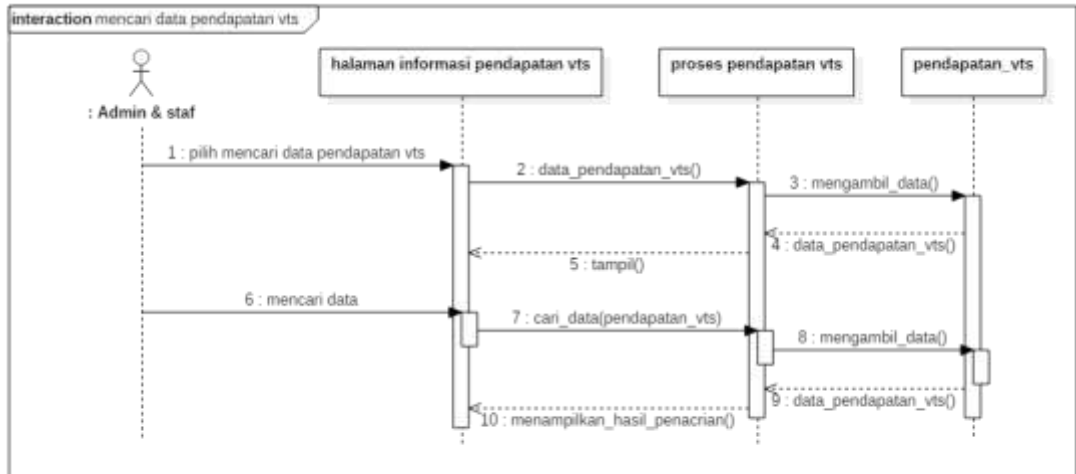 interaction mencari data pendapatan vts
halaman informasi pendapatan vts
proses pendapatan vts
pendapatan_vts
: Admin & staf
1 : pilih mencari data pendapatan vts
2 : data_pendapatan_vts()
3 : mengambil_data()
4 : data_pendapatan_vts()
5 : tampil()
6 : mencari data
7 : cari_data(pendapatan_vts)
8 : mengambil_data()
9 : data_pendapatan_vts()
10 : menampilkan_hasil_penacrian()